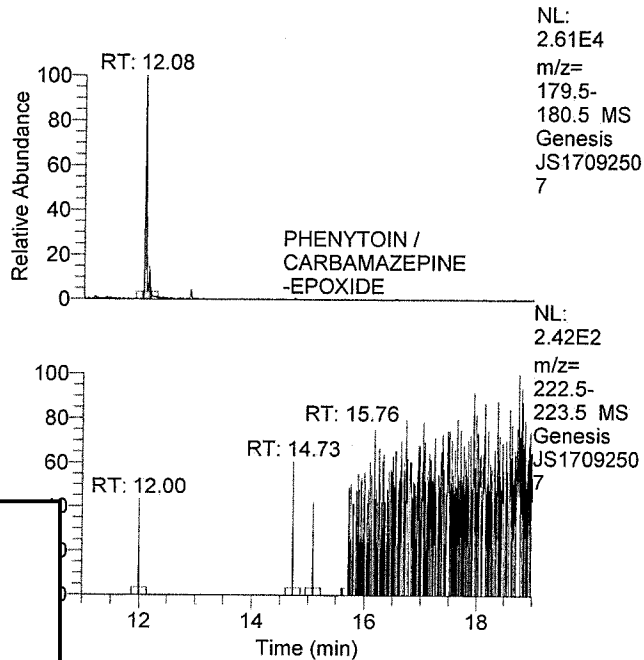 NL:
2.61E4
m/z=
179.5-
180.5 MS
Genesis
JS1709250
7
RT: 12.08
100
80
60
40
20
0
Relative Abundance
PHENYTOIN /
CARBAMAZEPINE
-EPOXIDE
NL:
2.42E2
m/z=
222.5-
223.5 MS
Genesis
JS1709250
7
100
80
60
RT: 15.76
RT: 14.73
RT: 12.00
0
12
14
16
18
Time (min)